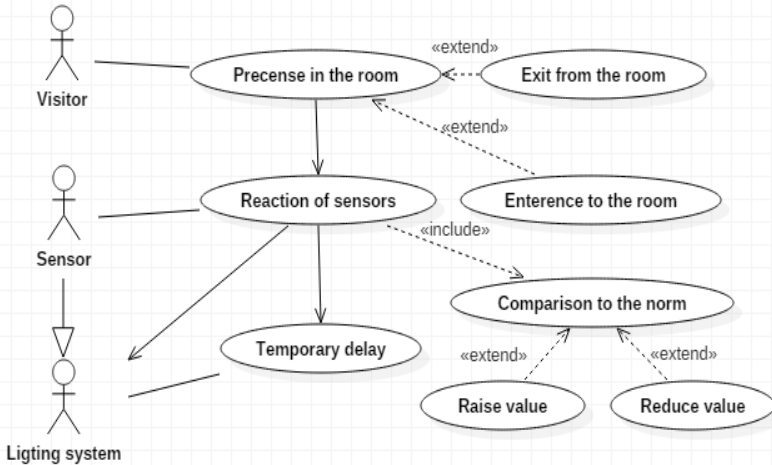 «extend»
Precense in the room
Exit from the room
Visitor
«extend»
Reaction of sensors
Enterence to the room
«include»
Sensor
Comparison to the norm
Temporary delay
«extend»
«extend»
Raise value
Reduce value
Ligting system